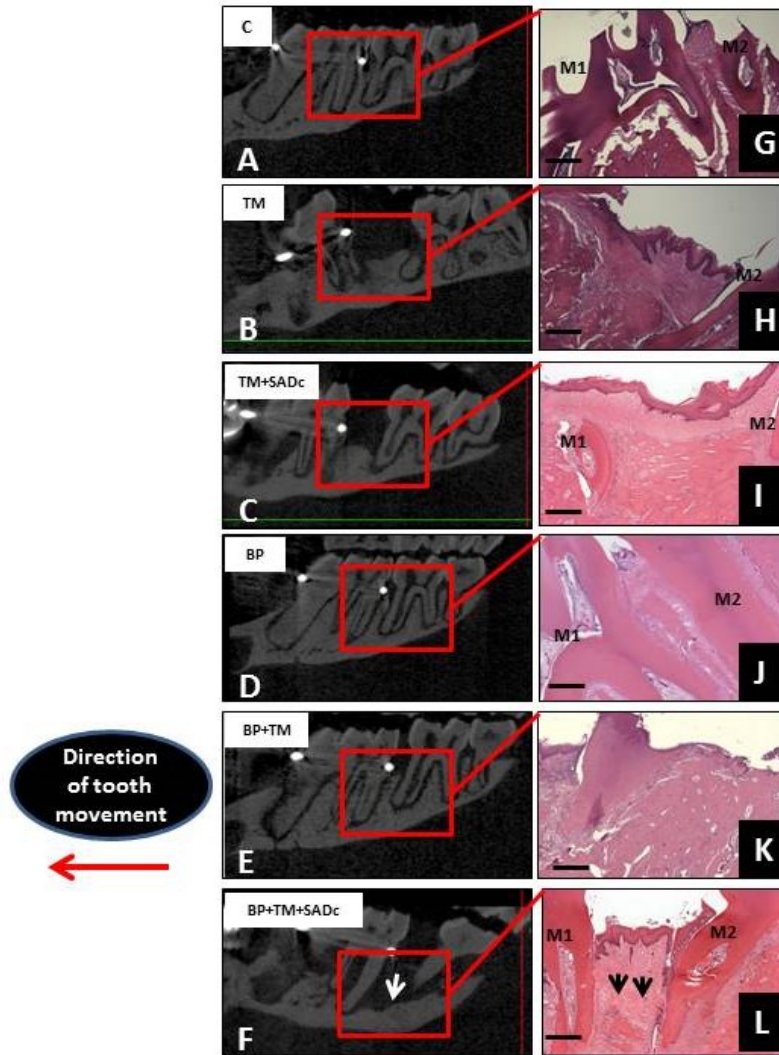 C
A
M1
M2
G
TM
B
M2
H
TM+SADc
C
M1
M2
I
BP
D
M1
M2
J
Direction
of tooth
movement
BP+TM
E
K
BP+TM+SADc
F
M1
M2
L